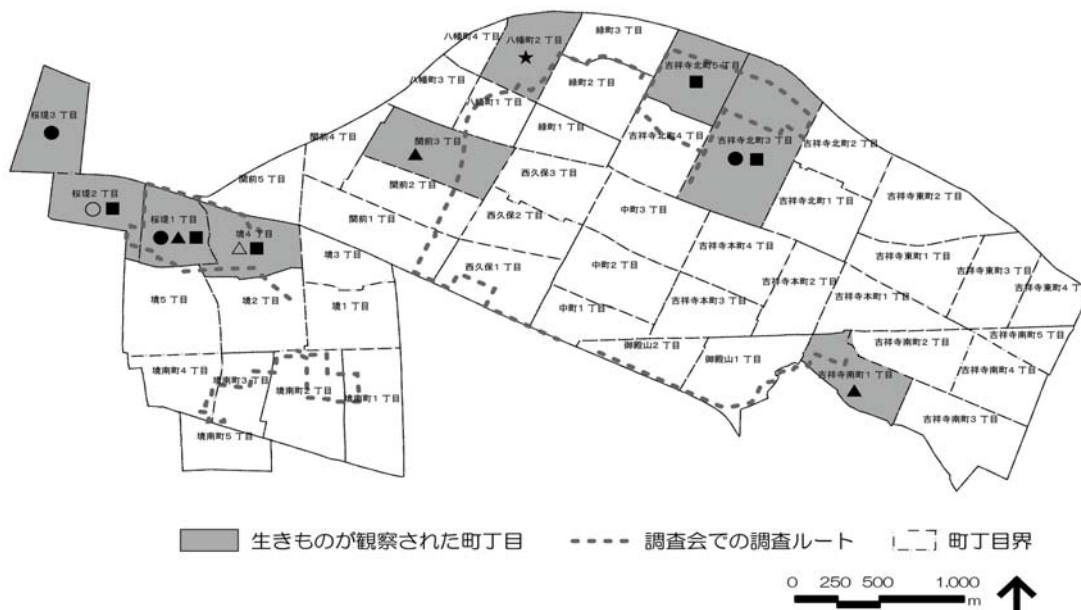 八幡町4 丁目
八幡町2 丁目
緑町3 丁目
吉祥寺北町5 丁目
八幡町3 丁目
緑町2 丁目
桜堤3 丁目
八幡町1 丁目
緑町1 丁目
関前4 丁目
関前3 丁目
吉祥寺北町4 丁目
吉祥寺北町3 丁目
吉祥寺北町2 丁目
関前5 丁目
関前2 丁目
西久保3 丁目
桜堤2 丁目
吉祥寺東町2 丁目
吉祥寺北町1 丁目
中町3 丁目
関前1 丁目
西久保2 丁目
桜堤1 丁目
境4 丁目
吉祥寺本町4 丁目
境3 丁目
吉祥寺東町1 丁目
西久保1 丁目
中町2 丁目
吉祥寺東町3 丁目
吉祥寺東町4 丁目
吉祥寺本町2 丁目
吉祥寺本町1 丁目
境5 丁目
境2 丁目
境1 丁目
中町1 丁目
吉祥寺本町3 丁目
吉祥寺南町5 丁目
御殿山2 丁目
御殿山1 丁目
吉祥寺南町2 丁目
境南町4 丁目
境南町3 丁目
境南町2 丁目
境南町1 丁目
吉祥寺南町1 丁目
吉祥寺南町4 丁目
吉祥寺南町3 丁目
境南町5 丁目
生きものが観察された町丁目
調査会での調査ルート
町丁目界
0 250 500 1,000
m